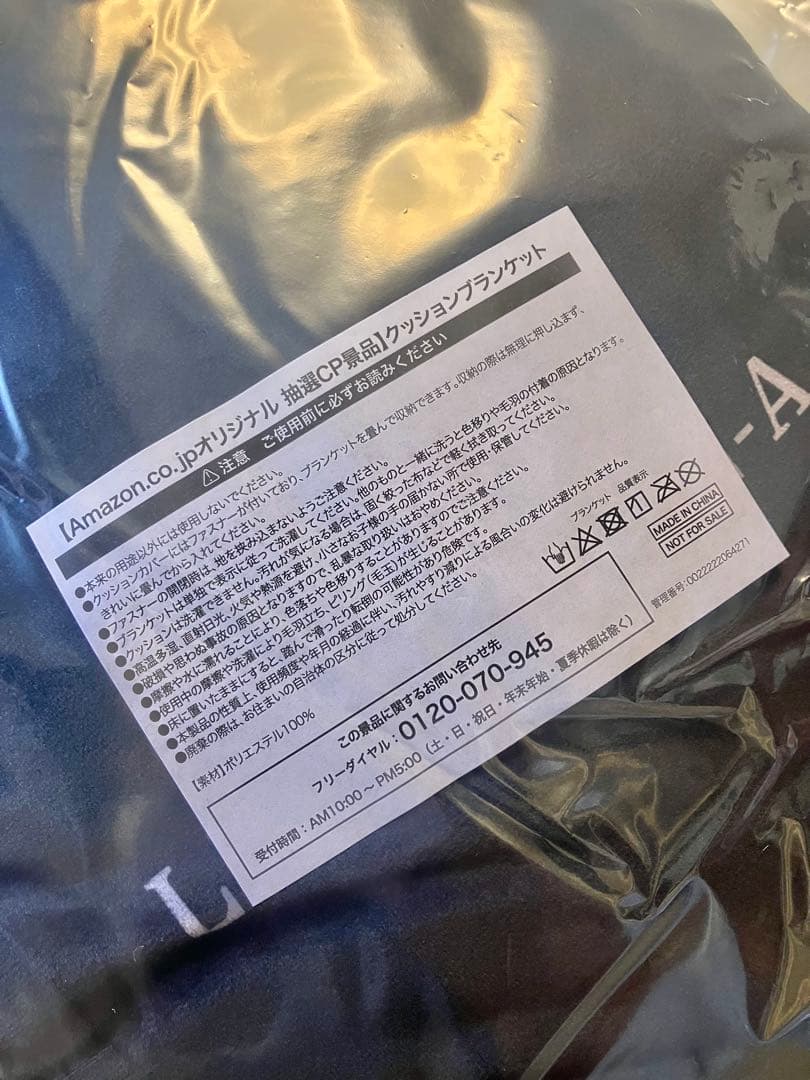 【Amazon.co.jpオリジナル 抽選CP景品】クッションブランケット
注意 ご使用前に必ずお読みください
●本来の用途以外には使用しないでください。
●クッションカバーにはファスナーが付いており、ブランケットを畳んで収納できます。収納の際は無理に押し込まず、
きれいに畳んでから入れてください。
●ファスナーの開閉時は、地を挟み込まないようご注意ください。
●ブランケットは単独で表示に従って洗濯してください。他のものと一緒に洗うと色移りや毛羽の付着の原因となります。
●クッションは洗濯できません。汚れが気になる場合は、固く絞った布などで軽く拭き取ってください。
●高温多湿、直射日光、火気や熱源を避け、小さなお子様の手の届かない所で使用・保管してください。
●破損や思わぬ事故の原因となりますので、乱暴な取り扱いはおやめください。
●摩擦や水に濡れることにより、色落ちや色移りすることがありますのでご注意ください。
●使用中の摩擦や洗濯により毛羽立ち、ピリング(毛玉)が生じることがあります。
●床に置いたままにすると、踏んで滑ったり転倒の可能性があり危険です。
●本製品の性質上、使用頻度や年月の経過に伴い、汚れやすり減りによる風合いの変化は避けられません。
●廃棄の際は、お住まいの自治体の区分に従って処分してください。
【素材】ポリエステル100%
ブランケット 品質表示
MADE IN CHINA
NOT FOR SALE
管理番号:0022222064271
この景品に関するお問い合わせ先
フリーダイヤル:0120-070-945
受付時間:AM10:00~PM5:00(土・日・祝日・年末年始・夏季休暇は除く)
-A
L